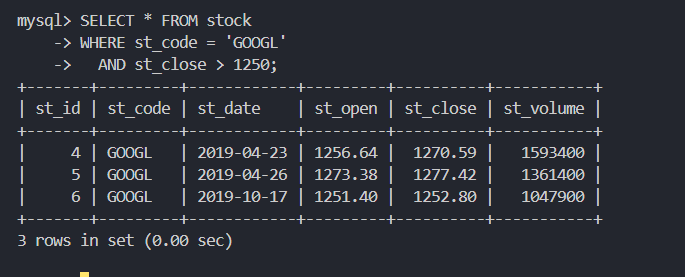 mysql> SELECT * FROM stock
    -> WHERE st_code = 'GOOGL'
    ->   AND st_close > 1250;
+-------+---------+------------+---------+----------+-----------+
| st_id | st_code | st_date    | st_open | st_close | st_volume |
+-------+---------+------------+---------+----------+-----------+
|     4 | GOOGL   | 2019-04-23 | 1256.64 |  1270.59 |   1593400 |
|     5 | GOOGL   | 2019-04-26 | 1273.38 |  1277.42 |   1361400 |
|     6 | GOOGL   | 2019-10-17 | 1251.40 |  1252.80 |   1047900 |
+-------+---------+------------+---------+----------+-----------+
3 rows in set (0.00 sec)